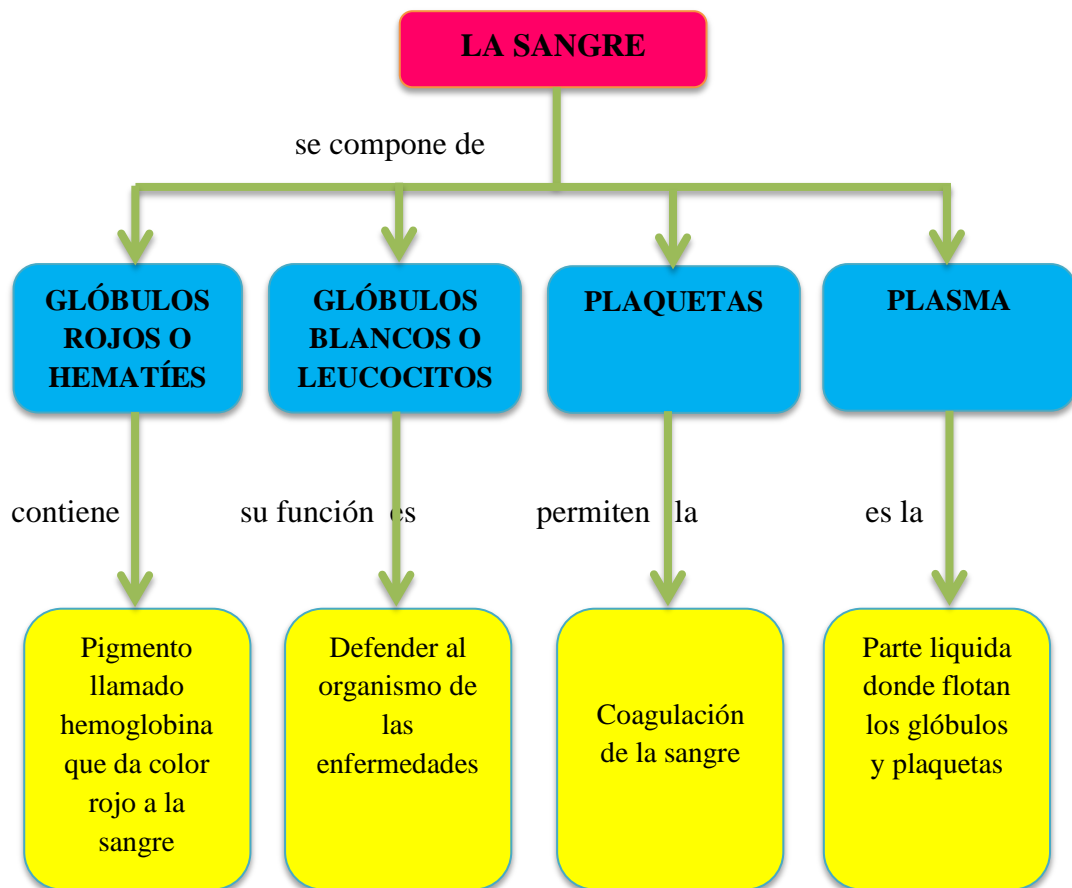 LA SANGRE
se compone de
GLÓBULOS
ROJOS O
HEMATÍES
GLÓBULOS
BLANCOS O
LEUCOCITOS
PLAQUETAS
PLASMA
contiene
su función es
permiten la
es la
Pigmento
llamado
hemoglobina
que da color
rojo a la
sangre
Defender al
organismo de
las
enfermedades
Coagulación
de la sangre
Parte liquida
donde flotan
los glóbulos
y plaquetas